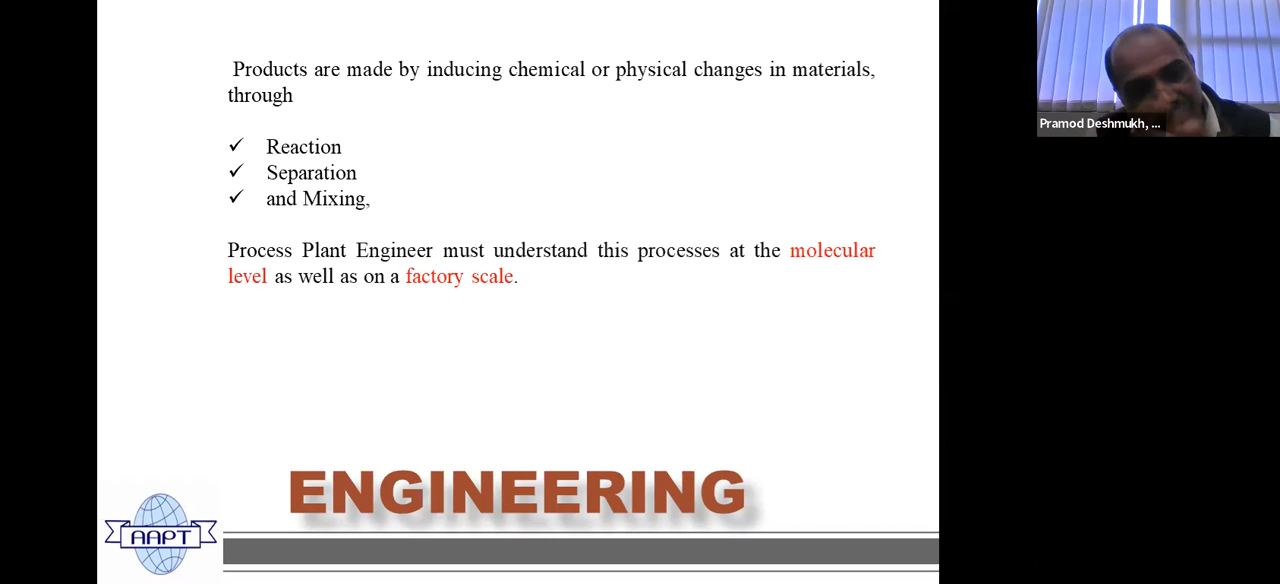 Products are made by inducing chemical or physical changes in materials,
through
✓ Reaction
✓ Separation
✓ and Mixing,
Process Plant Engineer must understand this processes at the molecular
level as well as on a factory scale.
ENGINEERING
AAPT
Pramod Deshmukh, ...